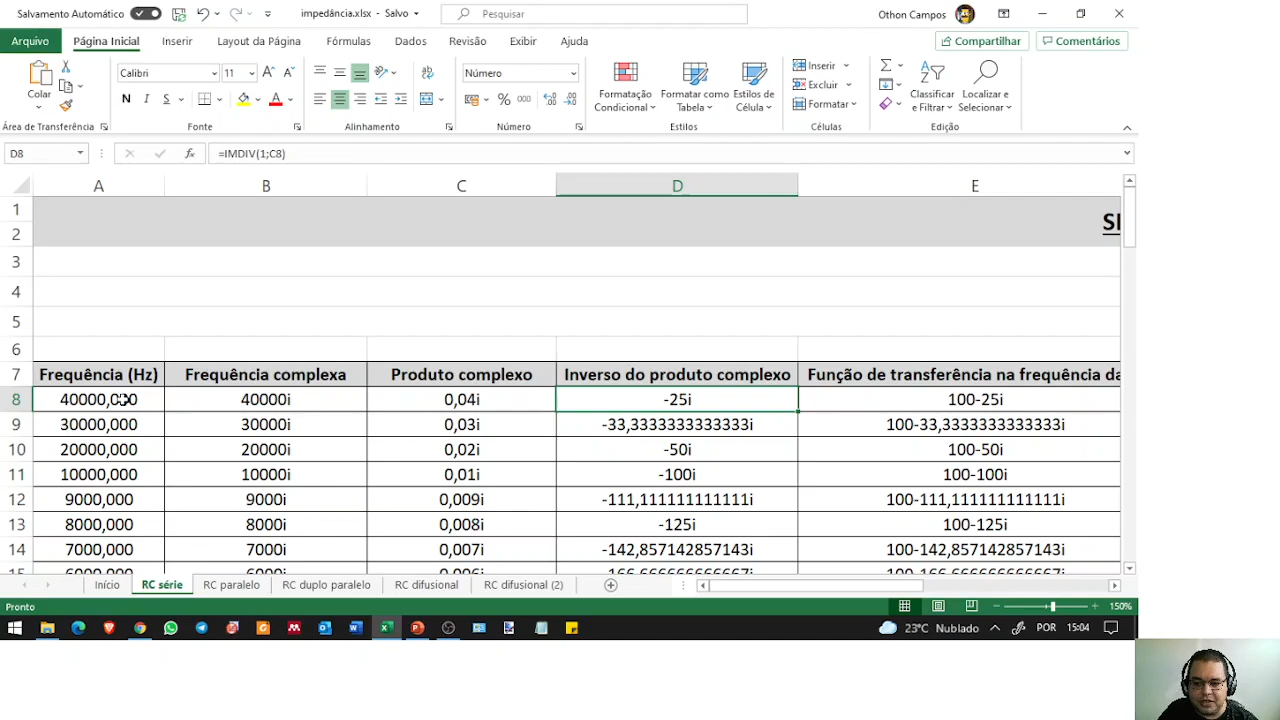 Salvamento Automático
impedância.xlsx - Salvo
Pesquisar
Othon Campos
Arquivo
Página Inicial
Inserir
Layout da Página
Fórmulas
Dados
Revisão
Exibir
Ajuda
Compartilhar
Comentários
Colar
Calibri
11
N I S
Número
% 000
Formatação Condicional
Formatar como Tabela
Estilos de Célula
Inserir
Excluir
Formatar
Classificar e Filtrar
Localizar e Selecionar
Área de Transferência
Fonte
Alinhamento
Número
Estilos
Células
Edição
D8
fx
=IMDIV(1;C8)
A B C D E
1
2
3
4
5
6
7 Frequência (Hz) Frequência complexa Produto complexo Inverso do produto complexo Função de transferência na frequência da
8 40000,000 40000i 0,04i -25i 100-25i
9 30000,000 30000i 0,03i -33,3333333333333i 100-33,3333333333333i
10 20000,000 20000i 0,02i -50i 100-50i
11 10000,000 10000i 0,01i -100i 100-100i
12 9000,000 9000i 0,009i -111,111111111111i 100-111,111111111111i
13 8000,000 8000i 0,008i -125i 100-125i
14 7000,000 7000i 0,007i -142,857142857143i 100-142,857142857143i
Início
RC série
RC paralelo
RC duplo paralelo
RC difusional
RC difusional (2)
Pronto
150%
23°C Nublado
POR
15:04